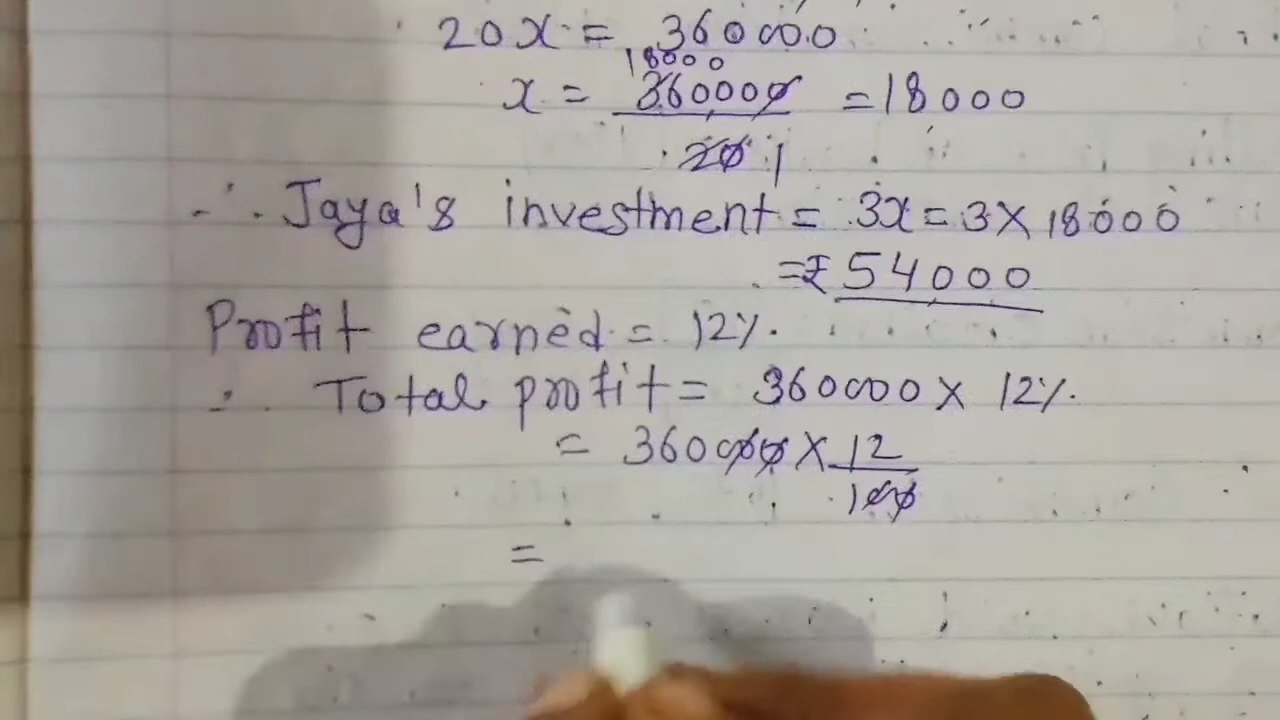 20x = 360000
18000
x = 360000 = 18000
20 1
∴ Jaya's investment = 3x = 3 × 18000
= ₹ 54000
Profit earned = 12%.
∴ Total profit = 360000 × 12%.
= 360000 × 12
100
=